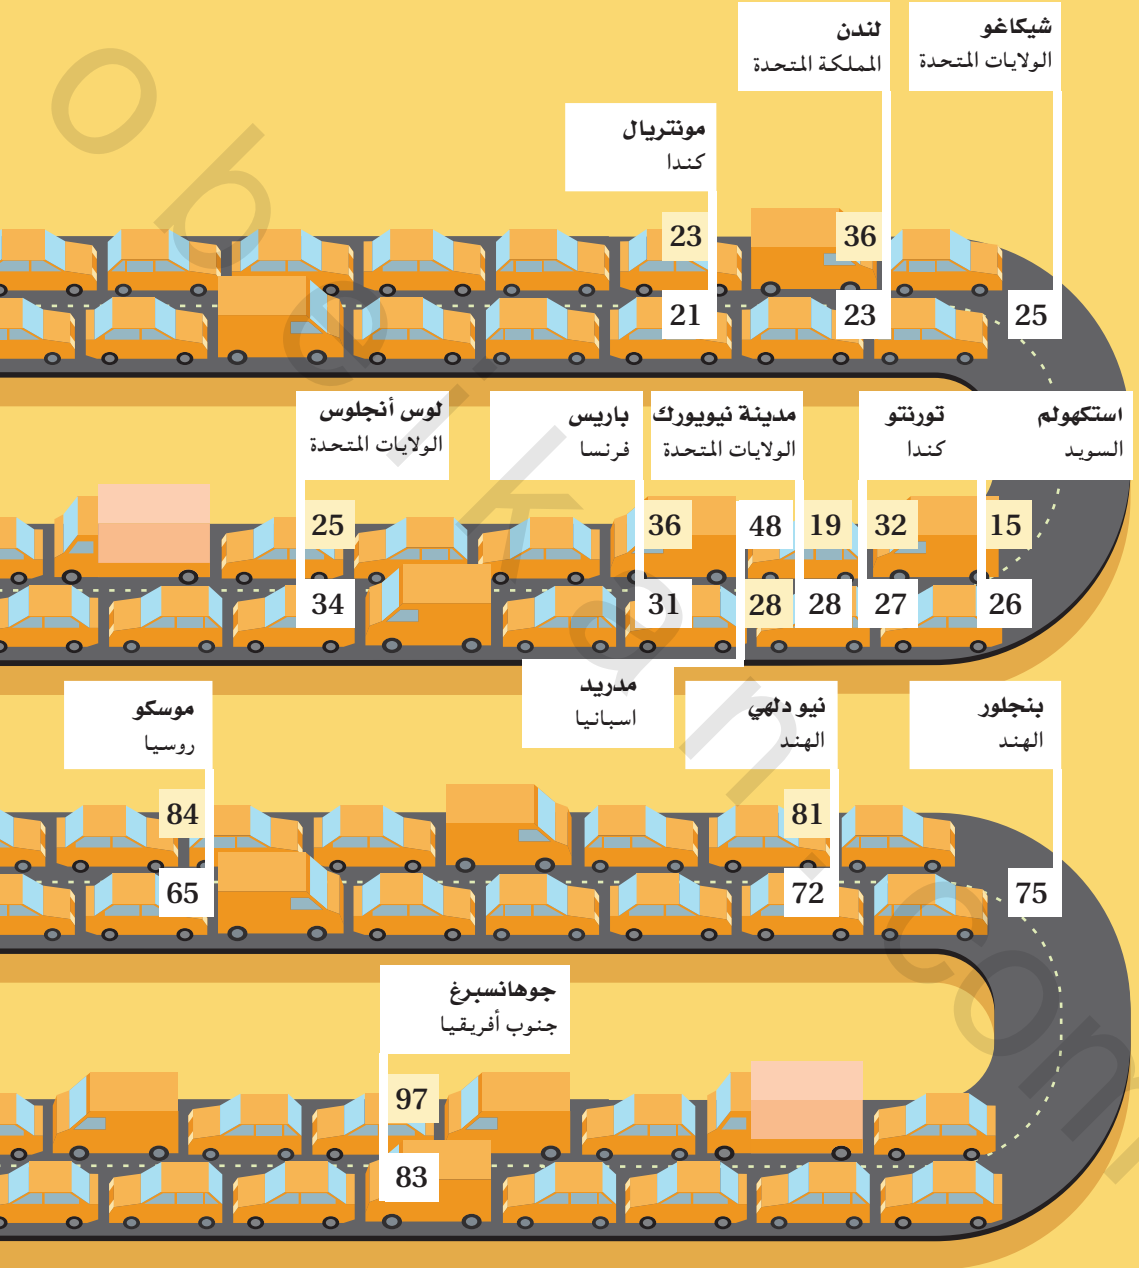 شيكاغو
الولايات المتحدة
25
لندن
المملكة المتحدة
36
23
مونتريال
كندا
23
21
استكهولم
السويد
15
26
تورنتو
كندا
32
27
مدينة نيويورك
الولايات المتحدة
19
28
48
28
مدريد
اسبانيا
باريس
فرنسا
36
31
لوس أنجلوس
الولايات المتحدة
25
34
بنجلور
الهند
75
نيو دلهي
الهند
81
72
موسكو
روسيا
84
65
جوهانسبرغ
جنوب أفريقيا
97
83
obeikan.com